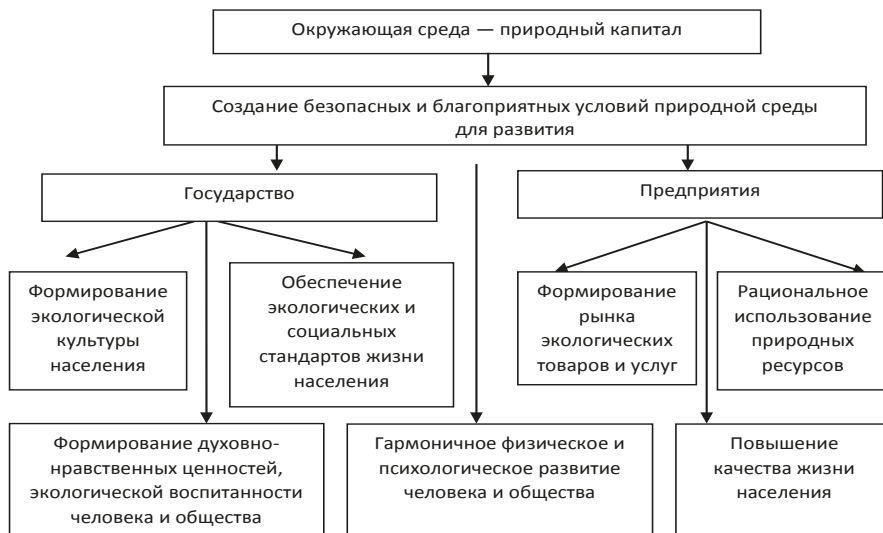 Окружающая среда — природный капитал
Создание безопасных и благоприятных условий природной среды
для развития
Государство
Предприятия
Формирование
экологической
культуры
населения
Обеспечение
экологических и
социальных
стандартов жизни
населения
Формирование
рынка
экологических
товаров и услуг
Рациональное
использование
природных
ресурсов
Формирование духовно-
нравственных ценностей,
экологической воспитанности
человека и общества
Гармоничное физическое и
психологическое развитие
человека и общества
Повышение
качества жизни
населения